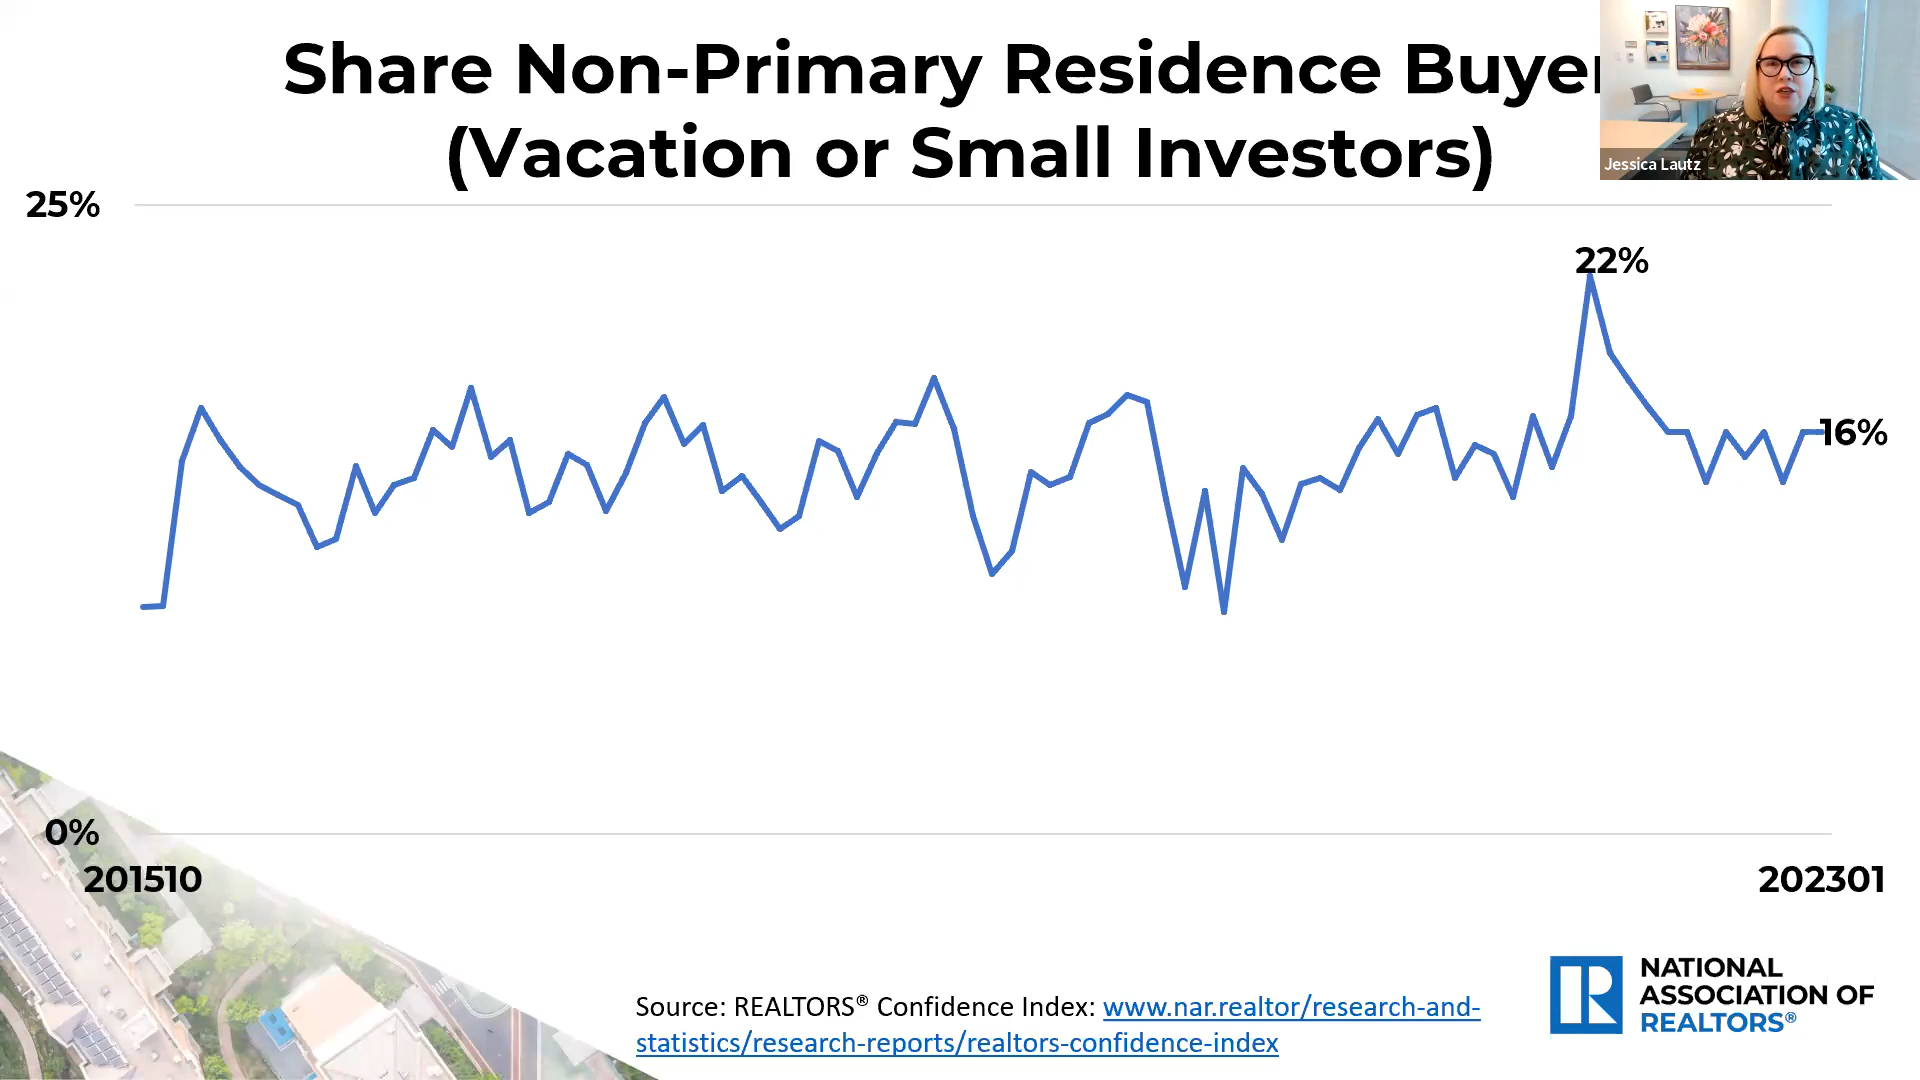 Share Non-Primary Residence Buyer
(Vacation or Small Investors)
Jessica Lautz
25%
22%
16%
0%
201510
202301
Source: REALTORS® Confidence Index: www.nar.realtor/research-and-
statistics/research-reports/realtors-confidence-index
NATIONAL
ASSOCIATION OF
REALTORS®